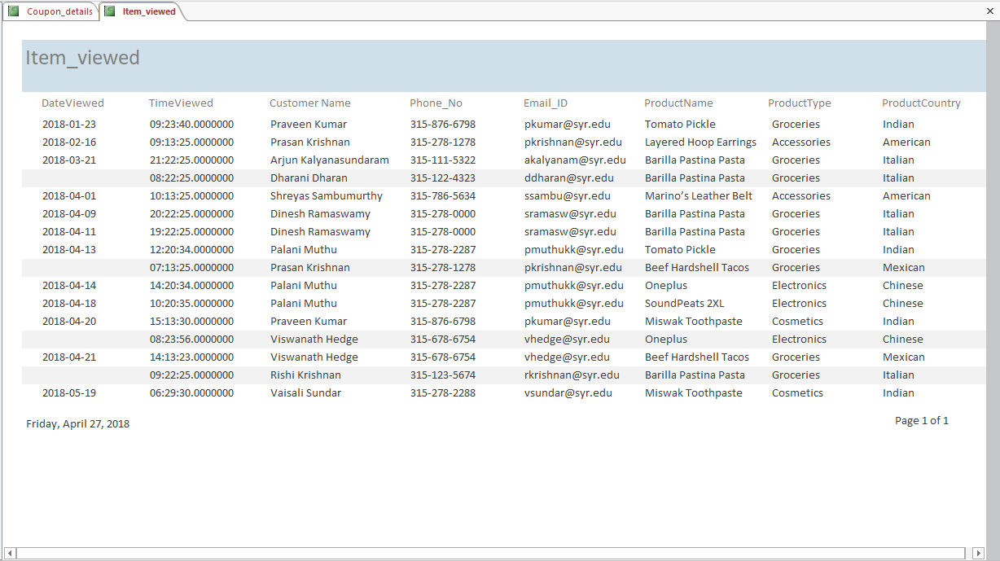 Coupon_details Item_viewed
Item_viewed
DateViewed TimeViewed Customer Name Phone_No Email_ID ProductName ProductType ProductCountry
2018-01-23 09:23:40.0000000 Praveen Kumar 315-876-6798 pkumar@syr.edu Tomato Pickle Groceries Indian
2018-02-16 09:13:25.0000000 Prasan Krishnan 315-278-1278 pkrishnan@syr.edu Layered Hoop Earrings Accessories American
2018-03-21 21:22:25.0000000 Arjun Kalyanasundaram 315-111-5322 akalyanam@syr.edu Barilla Pastina Pasta Groceries Italian
08:22:25.0000000 Dharani Dharan 315-122-4323 ddharan@syr.edu Barilla Pastina Pasta Groceries Italian
2018-04-01 10:13:25.0000000 Shreyas Sambumurthy 315-786-5634 ssambu@syr.edu Marino’s Leather Belt Accessories American
2018-04-09 20:22:25.0000000 Dinesh Ramaswamy 315-278-0000 sramasw@syr.edu Barilla Pastina Pasta Groceries Italian
2018-04-11 19:22:25.0000000 Dinesh Ramaswamy 315-278-0000 sramasw@syr.edu Barilla Pastina Pasta Groceries Italian
2018-04-13 12:20:34.0000000 Palani Muthu 315-278-2287 pmuthukk@syr.edu Tomato Pickle Groceries Indian
07:13:25.0000000 Prasan Krishnan 315-278-1278 pkrishnan@syr.edu Beef Hardshell Tacos Groceries Mexican
2018-04-14 14:20:34.0000000 Palani Muthu 315-278-2287 pmuthukk@syr.edu Oneplus Electronics Chinese
2018-04-18 10:20:35.0000000 Palani Muthu 315-278-2287 pmuthukk@syr.edu SoundPeats 2XL Electronics Chinese
2018-04-20 15:13:30.0000000 Praveen Kumar 315-876-6798 pkumar@syr.edu Miswak Toothpaste Cosmetics Indian
08:23:56.0000000 Viswanath Hedge 315-678-6754 vhedge@syr.edu Oneplus Electronics Chinese
2018-04-21 14:13:23.0000000 Viswanath Hedge 315-678-6754 vhedge@syr.edu Beef Hardshell Tacos Groceries Mexican
09:22:25.0000000 Rishi Krishnan 315-123-5674 rkrishnan@syr.edu Barilla Pastina Pasta Groceries Italian
2018-05-19 06:29:30.0000000 Vaisali Sundar 315-278-2288 vsundar@syr.edu Miswak Toothpaste Cosmetics Indian
Friday, April 27, 2018 Page 1 of 1